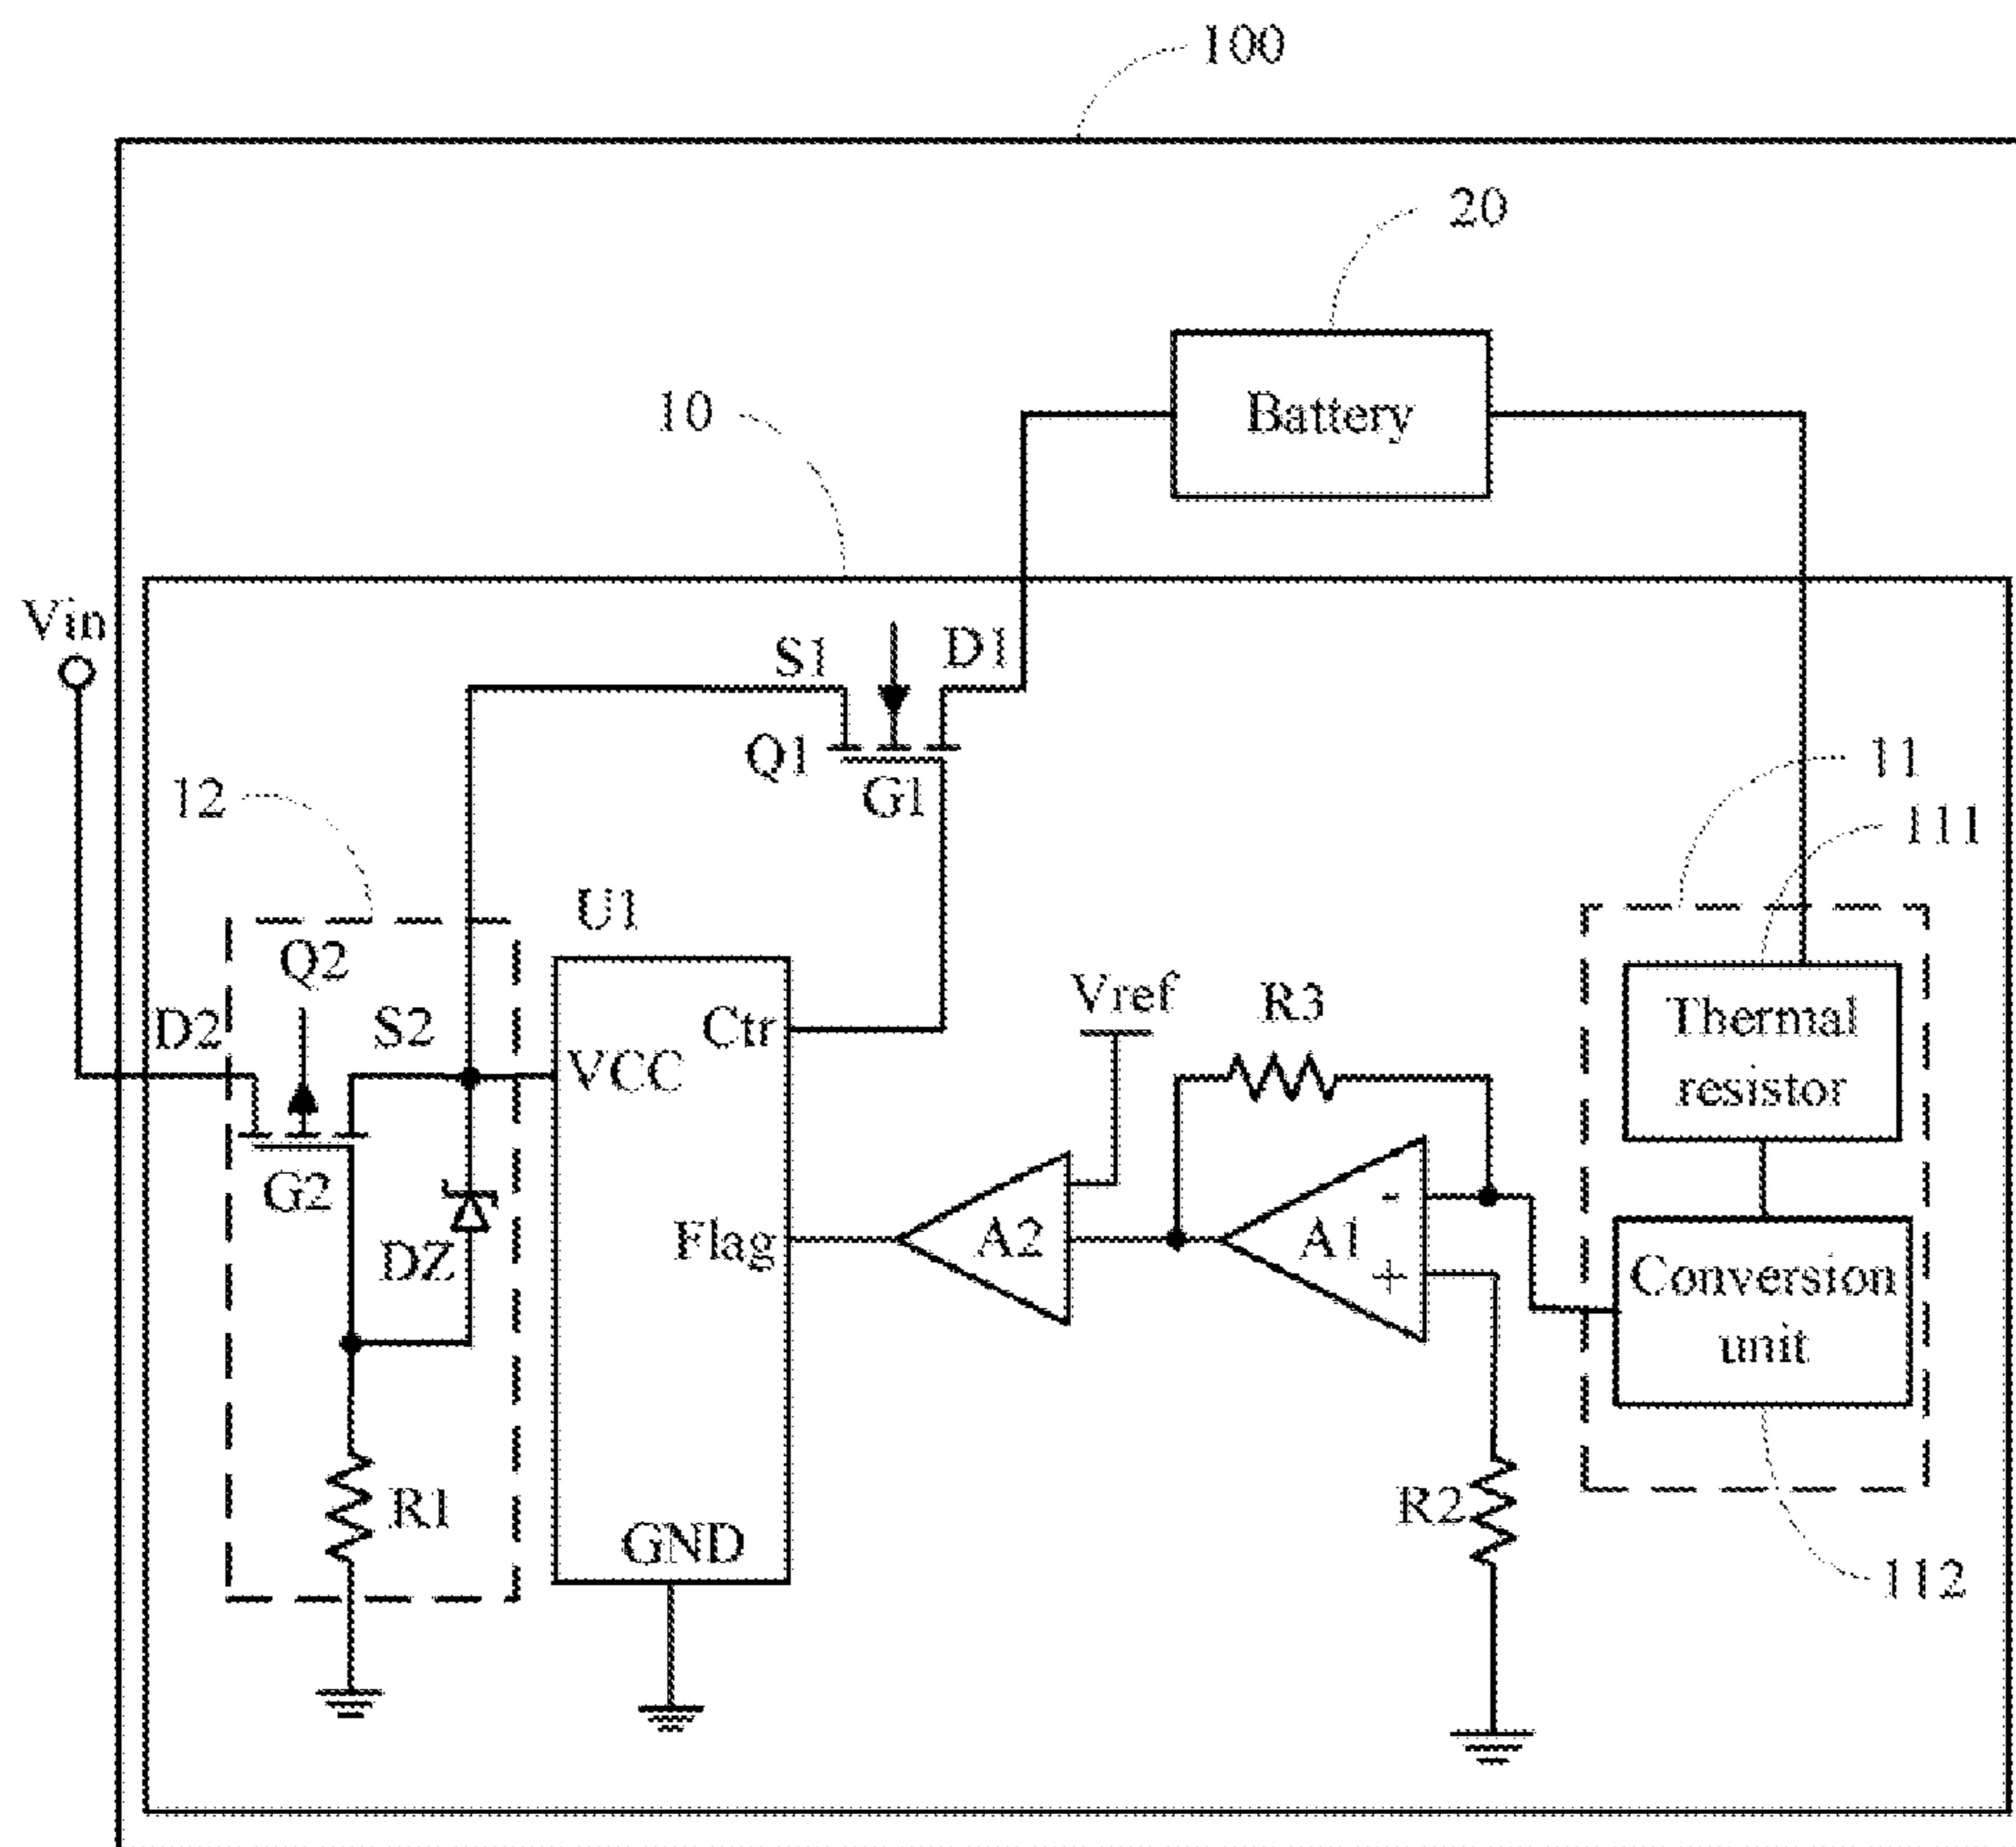 100
20
Battery
10
Vin
S1
D1
Q1
G1
11
111
12
U1
Q2
D2
S2
VCC
Ctr
Vref
R3
Thermal
resistor
G2
DZ
Flag
A2
A1
-
+
Conversion
unit
R1
R2
GND
112